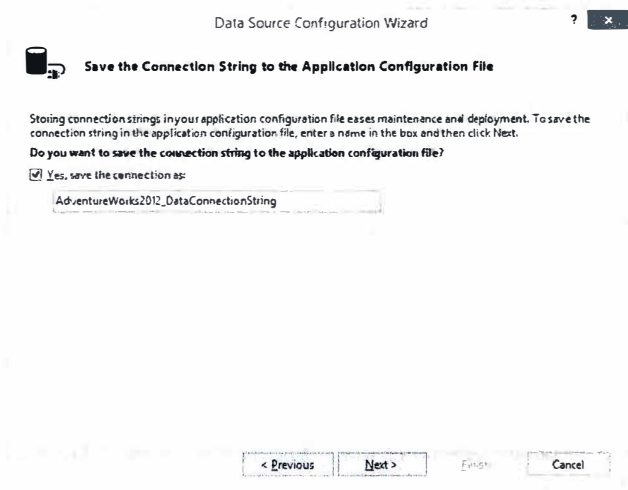 Data Source Configuration Wizard
?
×
Save the Connection String to the Application Configuration File
Storing connection strings in your application configuration file eases maintenance and deployment. To save the
connection string in the application configuration file, enter a name in the box and then click Next.
Do you want to save the connection string to the application configuration file?
Yes, save the connection as:
AdventureWorks2012_DataConnectionString
< Previous
Next >
Finish
Cancel